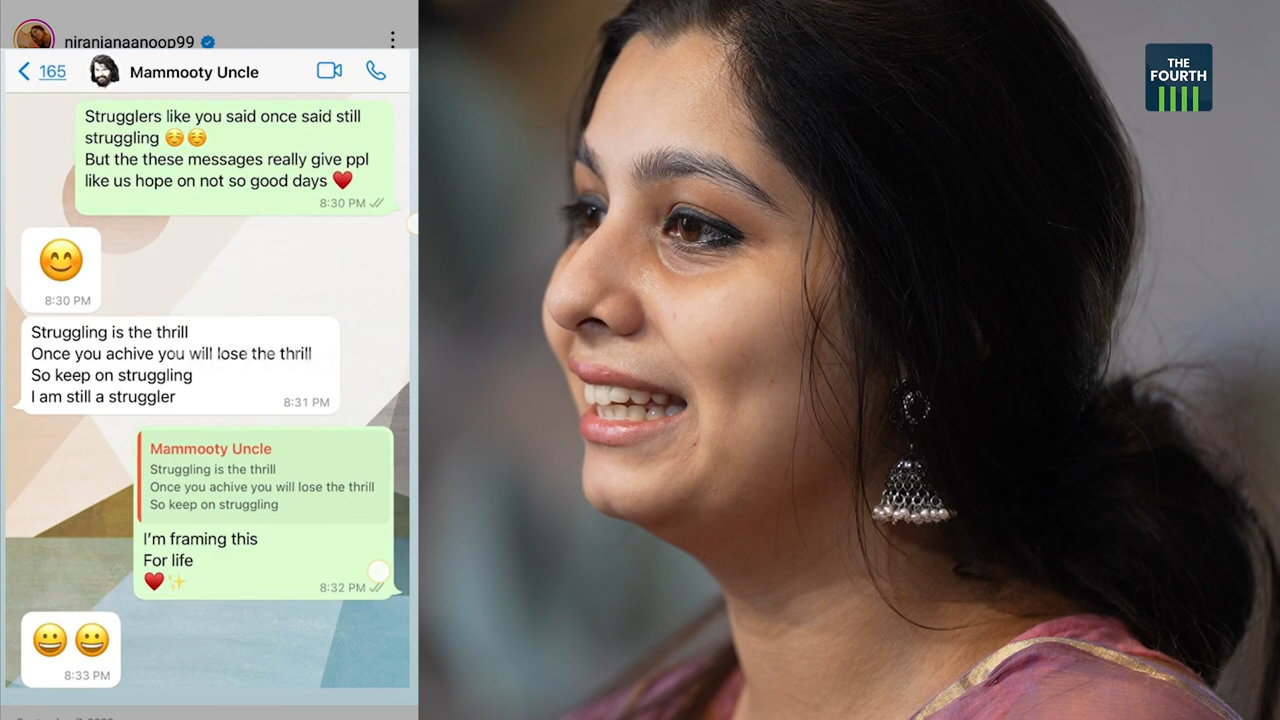 niranjanaanoop99
165
Mammooty Uncle
Strugglers like you said once said still
struggling ☺️☺️
But the these messages really give ppl
like us hope on not so good days ❤️
8:30 PM
😊
8:30 PM
Struggling is the thrill
Once you achive you will lose the thrill
So keep on struggling
I am still a struggler
8:31 PM
Mammooty Uncle
Struggling is the thrill
Once you achive you will lose the thrill
So keep on struggling
I'm framing this
For life
❤️✨
8:32 PM
😀😀
8:33 PM
THE
FOURTH